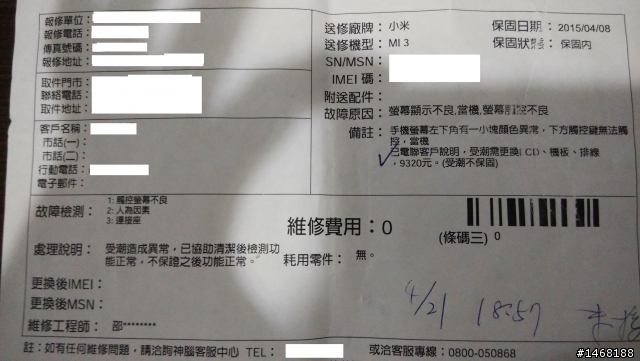 報修單位：
報修電話：
傳真號碼：
報修地址：
取件門市：
聯絡電話：
取件地址：
客戶名稱：
市話(一)：
市話(二)：
行動電話：
電子郵件：
送修廠牌：小米
保固日期：2015/04/08
送修機型：MI 3
保固狀態：保固內
SN/MSN：
IMEI 碼：
附送配件：
故障原因：螢幕顯示不良,當機,螢幕觸控不良
備註：手機螢幕左下角有一小塊顏色異常，下方觸控鍵無法觸
控，當機
已電聯客戶說明，受潮需更換LCD、機板、排線
，9320元。(受潮不保固)
故障檢測：
1: 觸控螢幕不良
2: 人為因素
3: 連接座
維修費用：0
(條碼三) 0
處理說明：受潮造成異常，已協助清潔後檢測功
能正常，不保證之後功能正常。
耗用零件：無。
更換後IMEI：
更換後MSN：
維修工程師：邵********
4/21 18:57
註：如有任何維修問題，請洽詢神腦客服中心 TEL：
或洽客服專線：0800-050868
#1468188